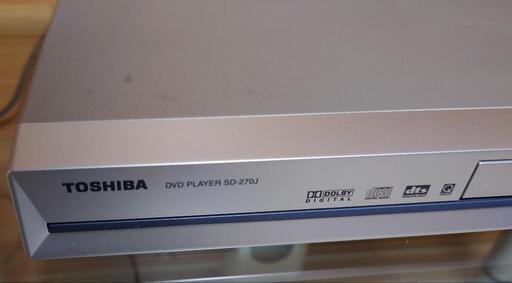 TOSHIBA DVD PLAYER SD-270J
DOLBY
DIGITAL
dts